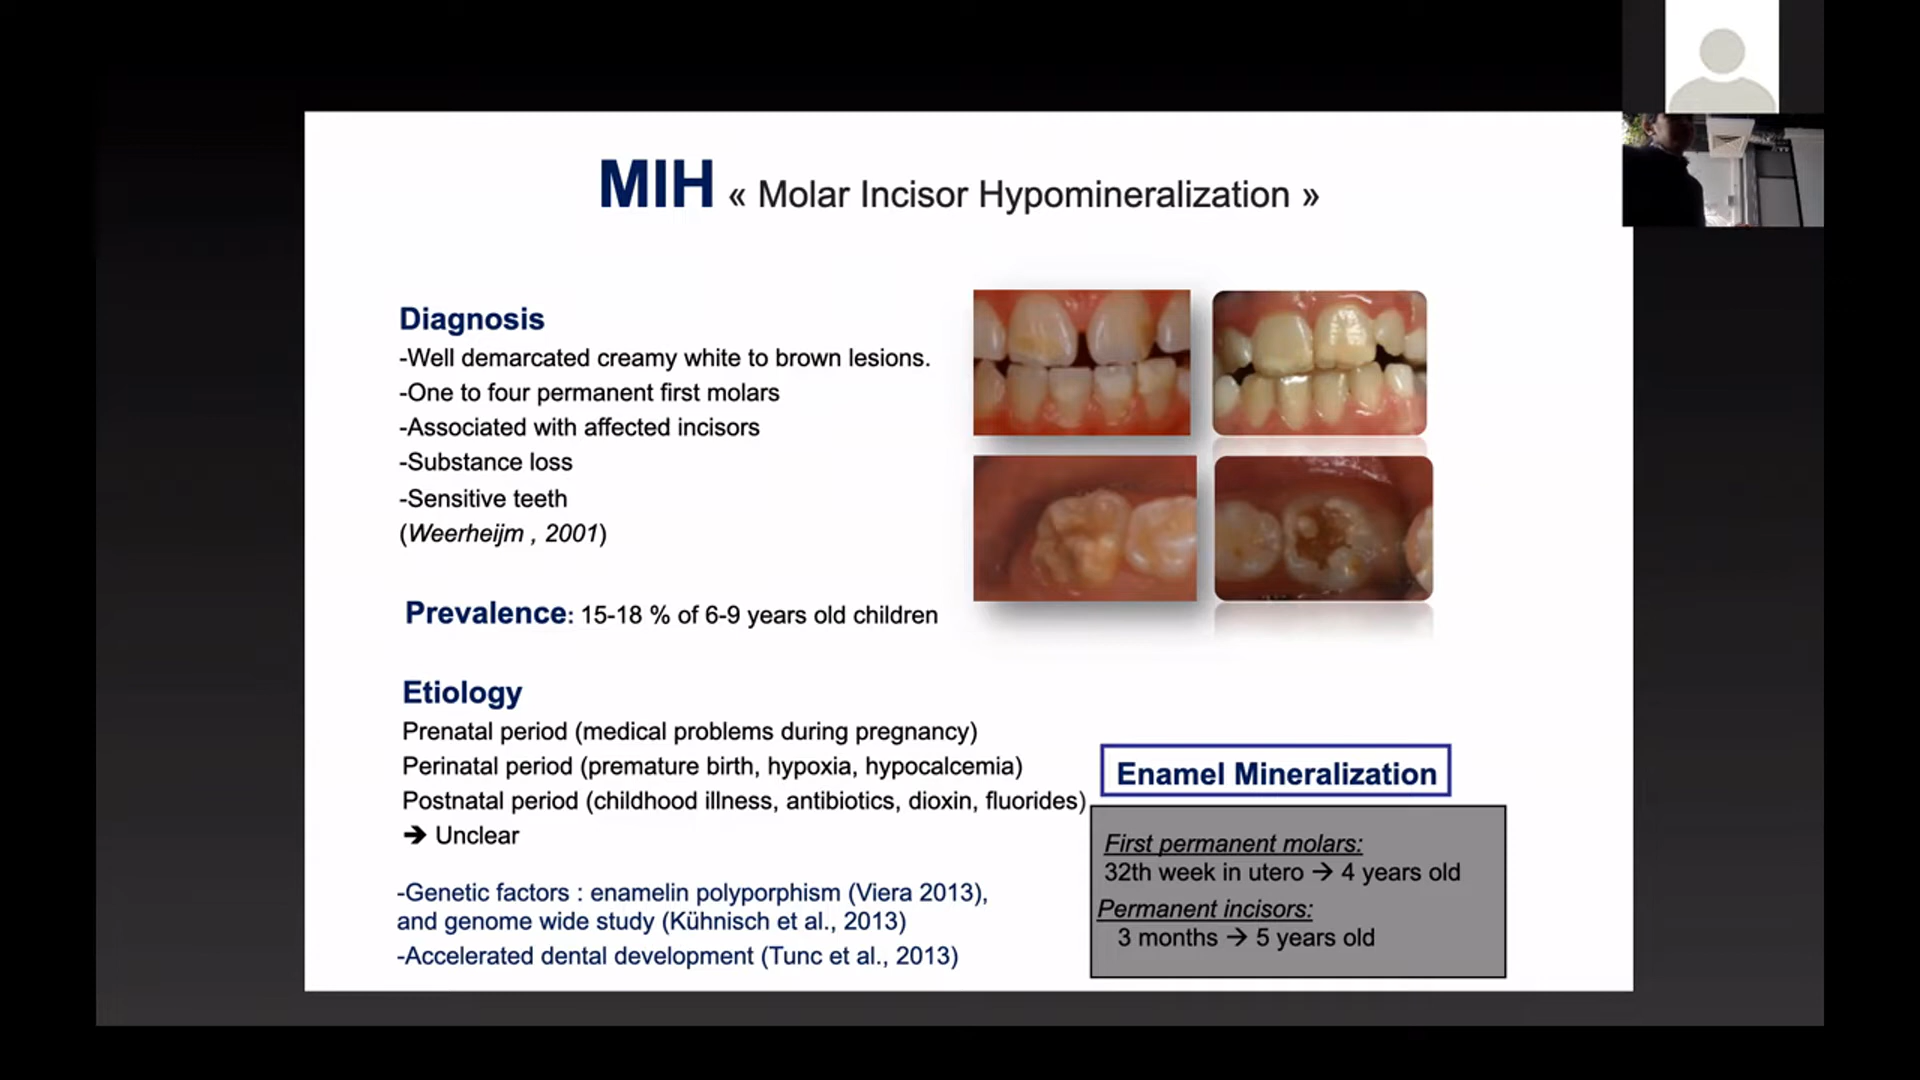 MIH « Molar Incisor Hypomineralization »
Diagnosis
-Well demarcated creamy white to brown lesions.
-One to four permanent first molars
-Associated with affected incisors
-Substance loss
-Sensitive teeth
(Weerheijm , 2001)
Prevalence: 15-18 % of 6-9 years old children
Etiology
Prenatal period (medical problems during pregnancy)
Perinatal period (premature birth, hypoxia, hypocalcemia)
Postnatal period (childhood illness, antibiotics, dioxin, fluorides)
➔ Unclear
-Genetic factors : enamelin polyporphism (Viera 2013),
and genome wide study (Kühnisch et al., 2013)
-Accelerated dental development (Tunc et al., 2013)
Enamel Mineralization
First permanent molars:
32th week in utero → 4 years old
Permanent incisors:
3 months → 5 years old